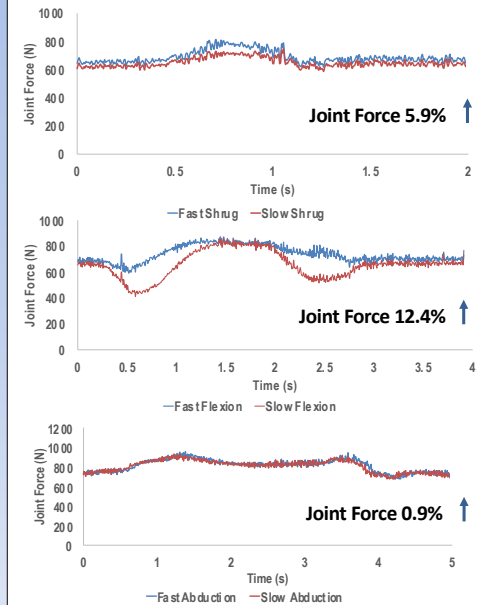 1000
800
600
400
200
0
Joint Force (N)
Joint Force 5.9%
0 0.5 1 1.5 2
Time (s)
Fast Shrug Slow Shrug
1000
800
600
400
200
0
Joint Force (N)
Joint Force 12.4%
0 0.5 1 1.5 2 2.5 3 3.5 4
Time (s)
Fast Flexion Slow Flexion
1200
1000
800
600
400
200
0
Joint Force (N)
Joint Force 0.9%
0 1 2 3 4 5
Time (s)
Fast Abduction Slow Abduction